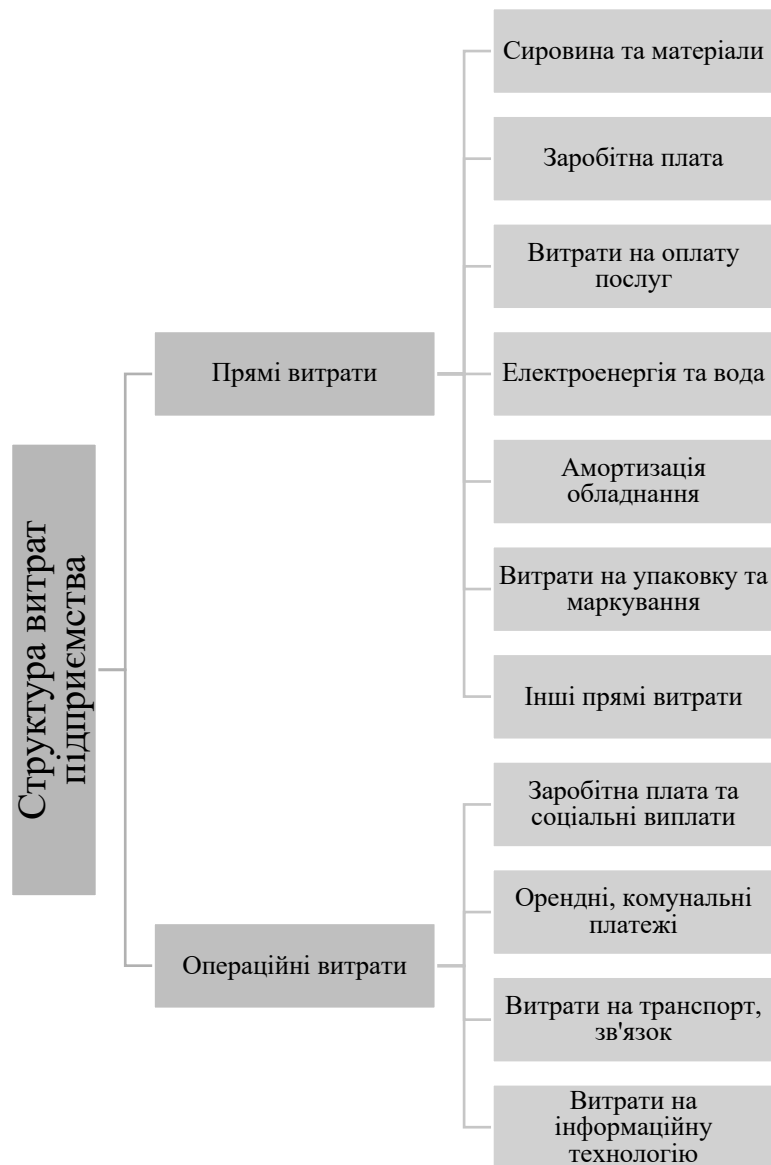 Структура витрат
підприємства
Прямі витрати
Сировина та матеріали
Заробітна плата
Витрати на оплату
послуг
Електроенергія та вода
Амортизація
обладнання
Витрати на упаковку та
маркування
Інші прямі витрати
Операційні витрати
Заробітна плата та
соціальні виплати
Орендні, комунальні
платежі
Витрати на транспорт,
зв'язок
Витрати на
інформаційну
технологію